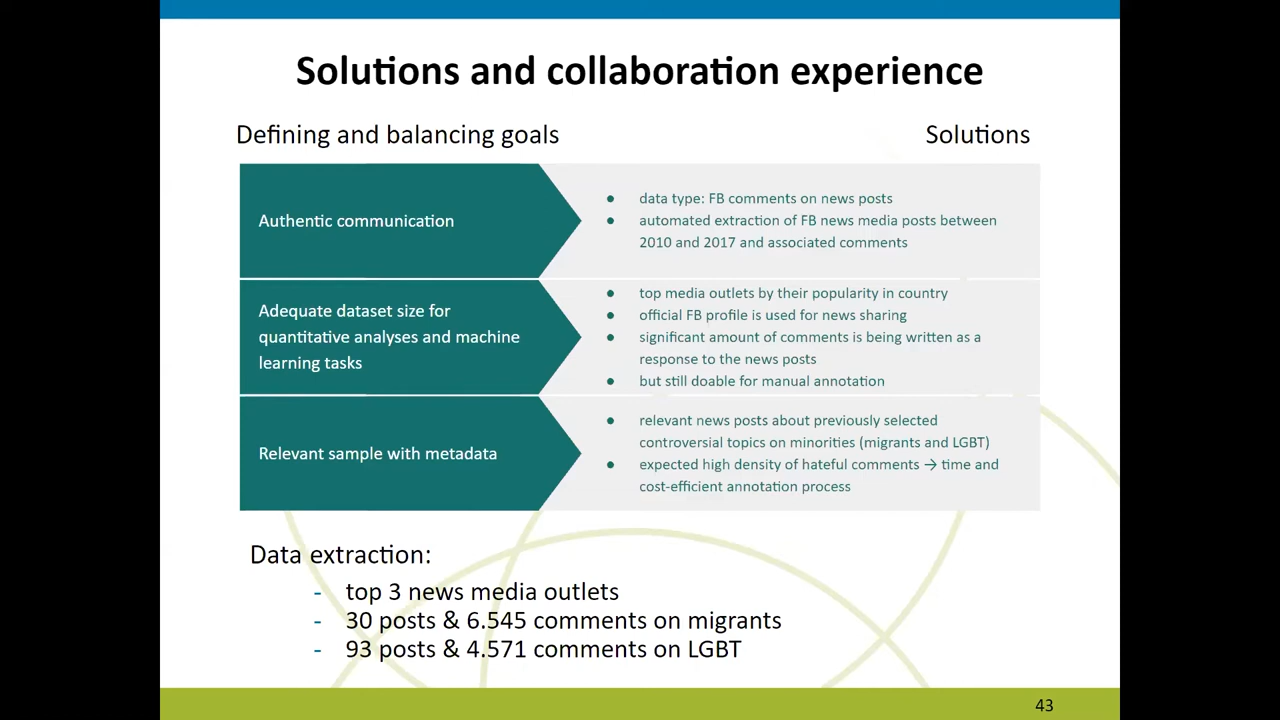 Solutions and collaboration experience
Defining and balancing goals
Solutions
Authentic communication
● data type: FB comments on news posts
● automated extraction of FB news media posts between
2010 and 2017 and associated comments
Adequate dataset size for
quantitative analyses and machine
learning tasks
● top media outlets by their popularity in country
● official FB profile is used for news sharing
● significant amount of comments is being written as a
response to the news posts
● but still doable for manual annotation
Relevant sample with metadata
● relevant news posts about previously selected
controversial topics on minorities (migrants and LGBT)
● expected high density of hateful comments → time and
cost-efficient annotation process
Data extraction:
- top 3 news media outlets
- 30 posts & 6.545 comments on migrants
- 93 posts & 4.571 comments on LGBT
43